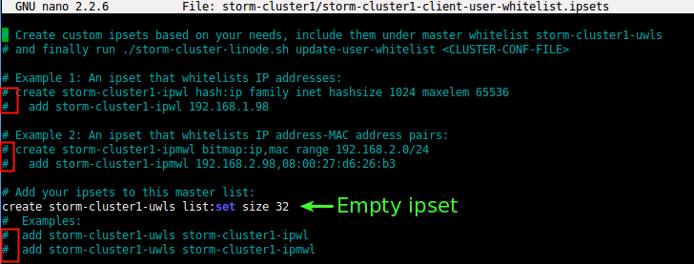 GNU nano 2.2.6 File: storm-cluster1/storm-cluster1-client-user-whitelist.ipsets
# Create custom ipsets based on your needs, include them under master whitelist storm-cluster1-uwls
# and finally run ./storm-cluster-linode.sh update-user-whitelist <CLUSTER-CONF-FILE>
# Example 1: An ipset that whitelists IP addresses:
# create storm-cluster1-ipwl hash:ip family inet hashsize 1024 maxelem 65536
# add storm-cluster1-ipwl 192.168.1.98
# Example 2: An ipset that whitelists IP address-MAC address pairs:
# create storm-cluster1-ipmwl bitmap:ip,mac range 192.168.2.0/24
# add storm-cluster1-ipmwl 192.168.2.98,08:00:27:d6:26:b3
# Add your ipsets to this master list:
create storm-cluster1-uwls list:set size 32 Empty ipset
# Examples:
# add storm-cluster1-uwls storm-cluster1-ipwl
# add storm-cluster1-uwls storm-cluster1-ipmwl